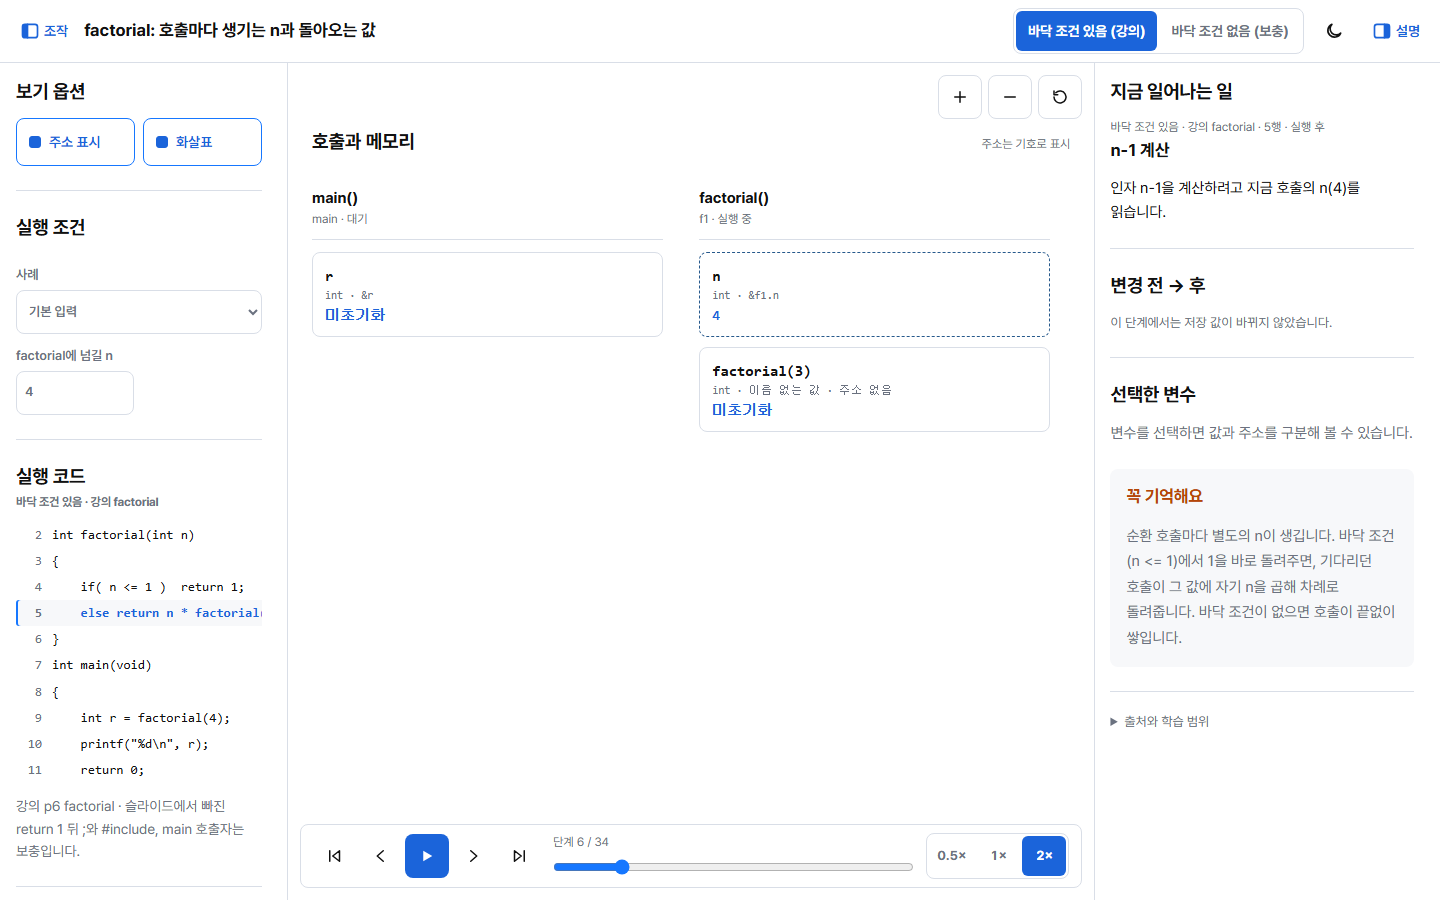 조작
factorial: 호출마다 생기는 n과 돌아오는 값
바닥 조건 있음 (강의)
바닥 조건 없음 (보충)
설명
보기 옵션
주소 표시
화살표
실행 조건
사례
기본 입력
factorial에 넘길 n
4
실행 코드
바닥 조건 있음 · 강의 factorial
2 int factorial(int n)
3 {
4 if( n <= 1 )  return 1;
5 else return n * factorial(
6 }
7 int main(void)
8 {
9 int r = factorial(4);
10 printf("%d\n", r);
11 return 0;
강의 p6 factorial · 슬라이드에서 빠진
return 1 뒤 ;와 #include, main 호출자는
보충입니다.
호출과 메모리
주소는 기호로 표시
main()
main · 대기
r
int · &r
미초기화
factorial()
f1 · 실행 중
n
int · &f1.n
4
factorial(3)
int · 이음 없는 값 · 주소 없음
미초기화
단계 6 / 34
0.5×
1×
2×
지금 일어나는 일
바닥 조건 있음 · 강의 factorial · 5행 · 실행 후
n-1 계산
인자 n-1을 계산하려고 지금 호출의 n(4)를
읽습니다.
변경 전 → 후
이 단계에서는 저장 값이 바뀌지 않았습니다.
선택한 변수
변수를 선택하면 값과 주소를 구분해 볼 수 있습니다.
꼭 기억해요
순환 호출마다 별도의 n이 생깁니다. 바닥 조건
(n <= 1)에서 1을 바로 돌려주면, 기다리던
호출이 그 값에 자기 n을 곱해 차례로
돌려줍니다. 바닥 조건이 없으면 호출이 끝없이
쌓입니다.
출처와 학습 범위